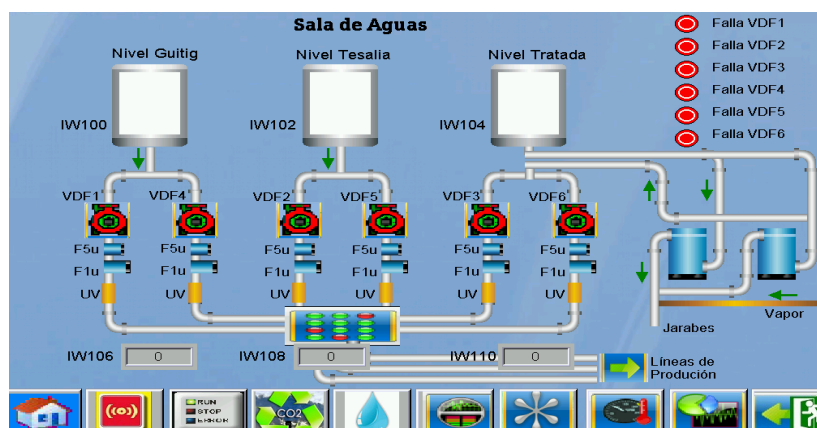 Sala de Aguas
Falla VDF1
Falla VDF2
Falla VDF3
Falla VDF4
Falla VDF5
Falla VDF6
Nivel Guitig
Nivel Tesalia
Nivel Tratada
IW100
IW102
IW104
VDF1
VDF4
VDF2
VDF5
VDF3
VDF6
F5u
F5u
F5u
F5u
F5u
F5u
F1u
F1u
F1u
F1u
F1u
F1u
UV
UV
UV
UV
UV
UV
Vapor
Jarabes
IW106
0
IW108
0
IW110
0
Líneas de
Produción
RUN
STOP
ERROR
CO2